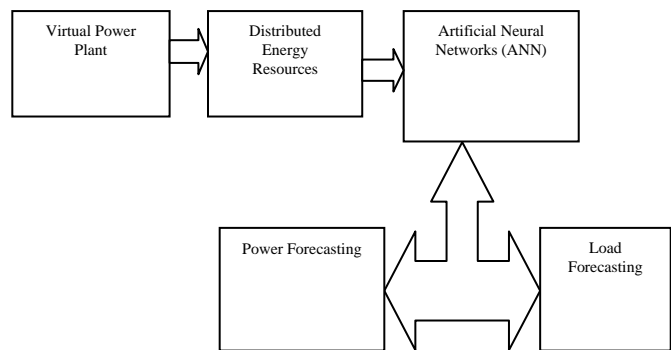 Virtual Power
Plant
Distributed
Energy
Resources
Artificial Neural
Networks (ANN)
Power Forecasting
Load
Forecasting